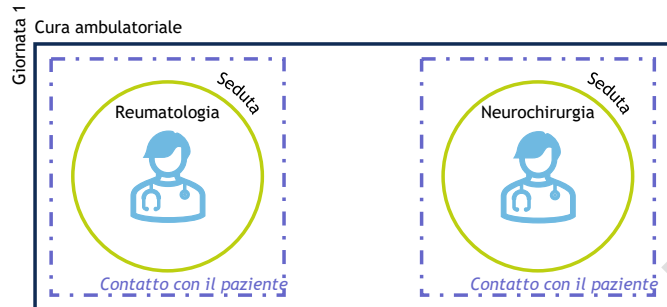 Giornata 1
Cura ambulatoriale
Seduta
Reumatologia
Contatto con il paziente
Seduta
Neurochirurgia
Contatto con il paziente